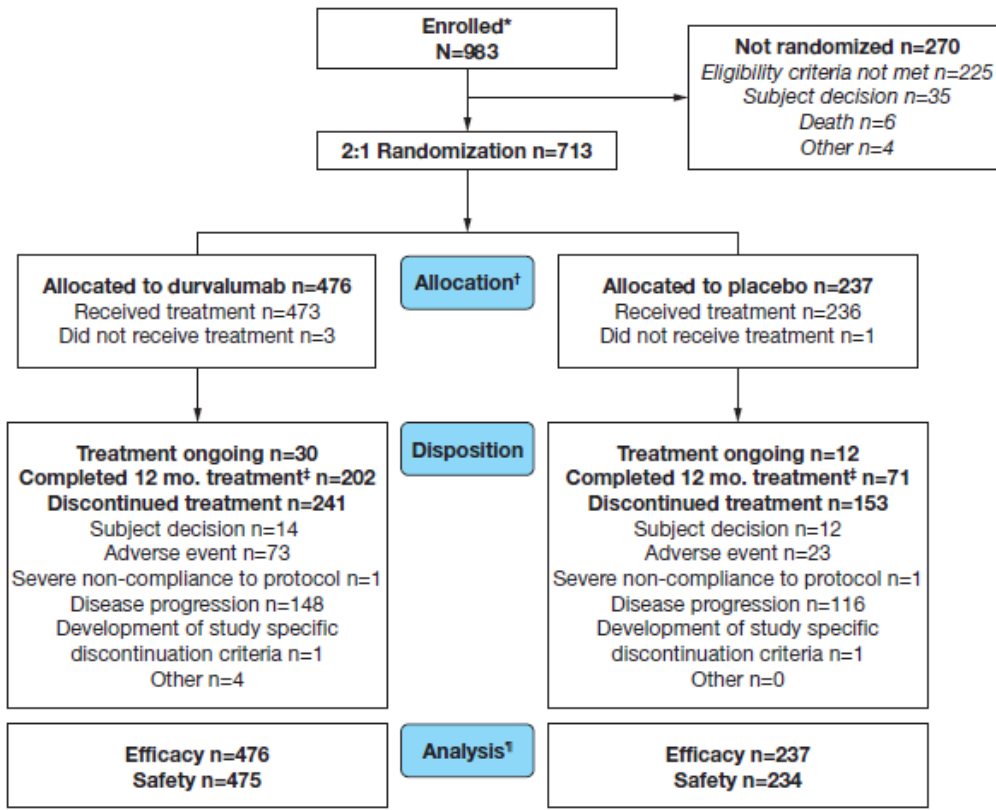 Enrolled*
N=983
Not randomized n=270
Eligibility criteria not met n=225
Subject decision n=35
Death n=6
Other n=4
2:1 Randomization n=713
Allocation†
Allocated to durvalumab n=476
Received treatment n=473
Did not receive treatment n=3
Allocated to placebo n=237
Received treatment n=236
Did not receive treatment n=1
Disposition
Treatment ongoing n=30
Completed 12 mo. treatment‡ n=202
Discontinued treatment n=241
Subject decision n=14
Adverse event n=73
Severe non-compliance to protocol n=1
Disease progression n=148
Development of study specific
discontinuation criteria n=1
Other n=4
Treatment ongoing n=12
Completed 12 mo. treatment‡ n=71
Discontinued treatment n=153
Subject decision n=12
Adverse event n=23
Severe non-compliance to protocol n=1
Disease progression n=116
Development of study specific
discontinuation criteria n=1
Other n=0
Analysis¶
Efficacy n=476
Safety n=475
Efficacy n=237
Safety n=234